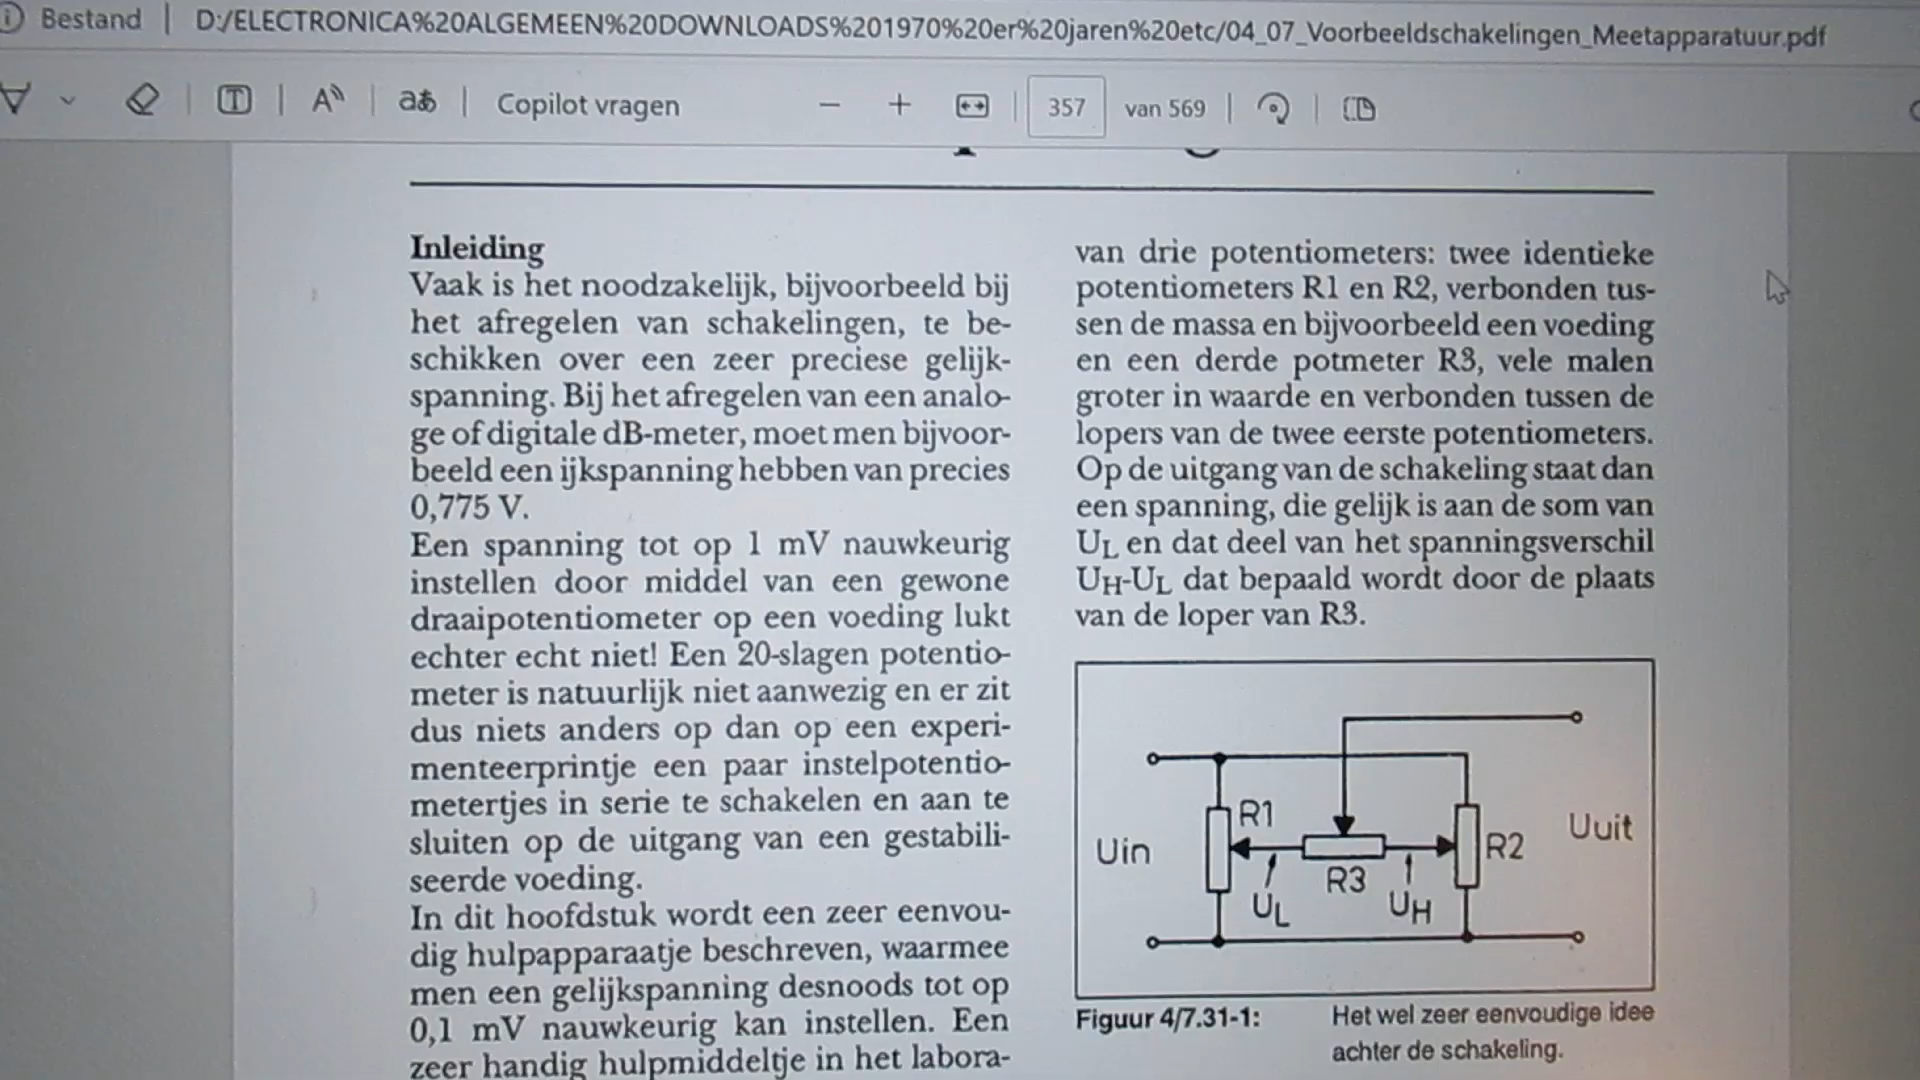 Bestand | D:/ELECTRONICA%20ALGEMEEN%20DOWNLOADS%201970%20er%20jaren%20etc/04_07_Voorbeeldschakelingen_Meetapparatuur.pdf
Copilot vragen 357 van 569
Inleiding
Vaak is het noodzakelijk, bijvoorbeeld bij
het afregelen van schakelingen, te be-
schikken over een zeer preciese gelijk-
spanning. Bij het afregelen van een analo-
ge of digitale dB-meter, moet men bijvoor-
beeld een ijkspanning hebben van precies
0,775 V.
Een spanning tot op 1 mV nauwkeurig
instellen door middel van een gewone
draaipotentiometer op een voeding lukt
echter echt niet! Een 20-slagen potentio-
meter is natuurlijk niet aanwezig en er zit
dus niets anders op dan op een experi-
menteerprintje een paar instelpotentio-
metertjes in serie te schakelen en aan te
sluiten op de uitgang van een gestabili-
seerde voeding.
In dit hoofdstuk wordt een zeer eenvou-
dig hulpapparaatje beschreven, waarmee
men een gelijkspanning desnoods tot op
0,1 mV nauwkeurig kan instellen. Een
zeer handig hulpmiddeltje in het labora-
van drie potentiometers: twee identieke
potentiometers R1 en R2, verbonden tus-
sen de massa en bijvoorbeeld een voeding
en een derde potmeter R3, vele malen
groter in waarde en verbonden tussen de
lopers van de twee eerste potentiometers.
Op de uitgang van de schakeling staat dan
een spanning, die gelijk is aan de som van
UL en dat deel van het spanningsverschil
UH-UL dat bepaald wordt door de plaats
van de loper van R3.
Uin
R1
UL
R3
UH
R2
Uuit
Figuur 4/7.31-1: Het wel zeer eenvoudige idee
achter de schakeling.